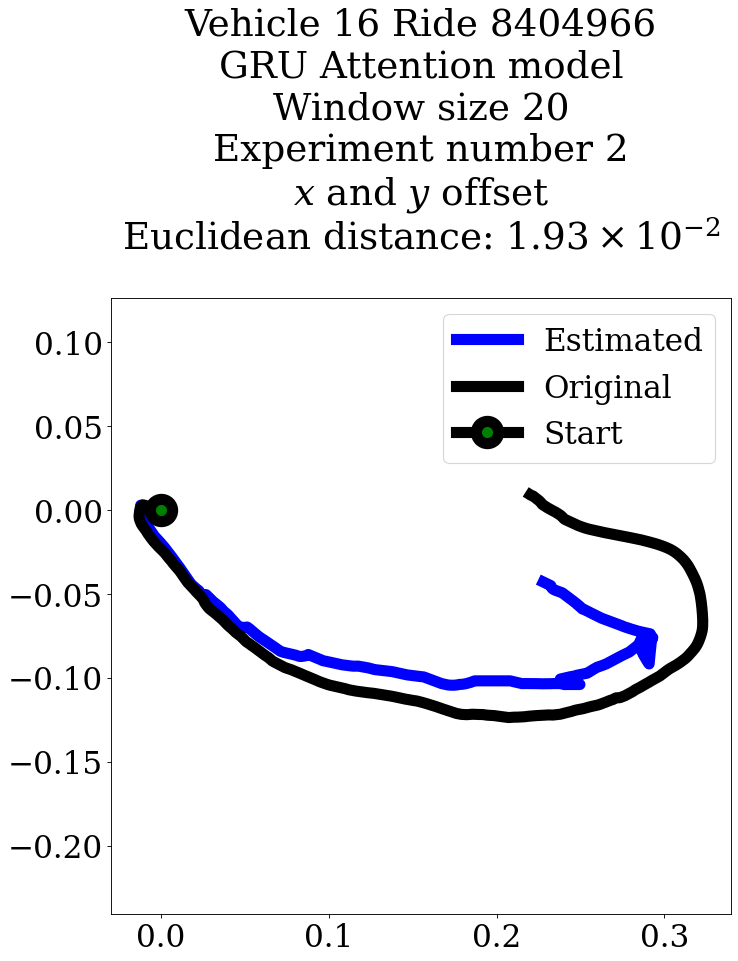 Vehicle 16 Ride 8404966
GRU Attention model
Window size 20
Experiment number 2
x and y offset
Euclidean distance: 1.93 × 10⁻²
Estimated
Original
Start
0.10
0.05
0.00
−0.05
−0.10
−0.15
−0.20
0.0 0.1 0.2 0.3